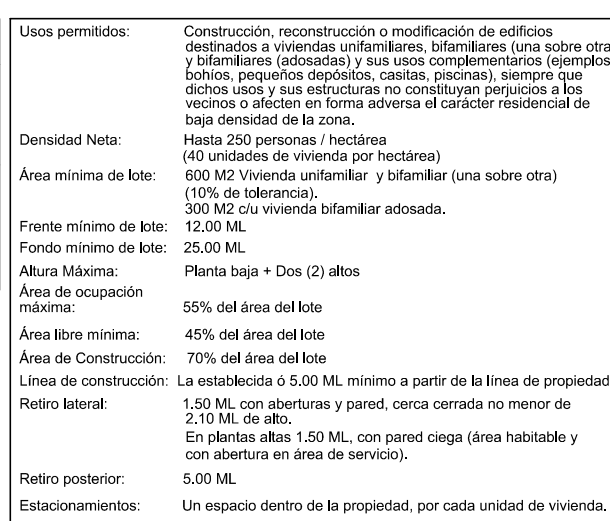 Usos permitidos: Construcción, reconstrucción o modificación de edificios
destinados a viviendas unifamiliares, bifamiliares (una sobre otra
y bifamiliares (adosadas) y sus usos complementarios (ejemplos
bohíos, pequeños depósitos, casitas, piscinas), siempre que
dichos usos y sus estructuras no constituyan perjuicios a los
vecinos o afecten en forma adversa el carácter residencial de
baja densidad de la zona.
Densidad Neta: Hasta 250 personas / hectárea
(40 unidades de vivienda por hectárea)
Área mínima de lote: 600 M2 Vivienda unifamiliar y bifamiliar (una sobre otra)
(10% de tolerancia).
300 M2 c/u vivienda bifamiliar adosada.
Frente mínimo de lote: 12.00 ML
Fondo mínimo de lote: 25.00 ML
Altura Máxima: Planta baja + Dos (2) altos
Área de ocupación
máxima: 55% del área del lote
Área libre mínima: 45% del área del lote
Área de Construcción: 70% del área del lote
Línea de construcción: La establecida ó 5.00 ML mínimo a partir de la línea de propiedad
Retiro lateral: 1.50 ML con aberturas y pared, cerca cerrada no menor de
2.10 ML de alto.
En plantas altas 1.50 ML, con pared ciega (área habitable y
con abertura en área de servicio).
Retiro posterior: 5.00 ML
Estacionamientos: Un espacio dentro de la propiedad, por cada unidad de vivienda.